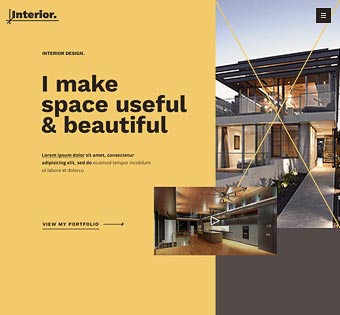 Interior.
INTERIOR DESIGN.
I make
space useful
& beautiful
Lorem ipsum dolor sit amet, consectetur
adipiscing elit, sed do eiusmod tempor incididunt
ut labore et dolorcu
VIEW MY PORTFOLIO